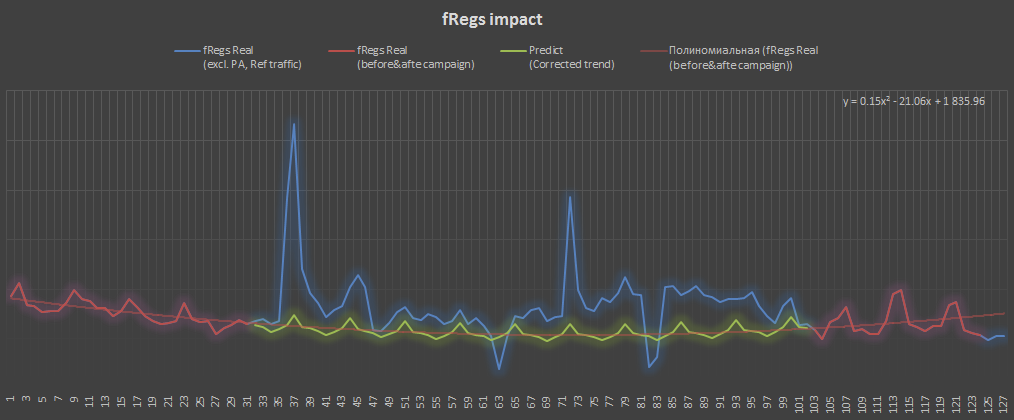 fRegs impact
fRegs Real
(excl. PA, Ref traffic)
fRegs Real
(before&afte campaign)
Predict
(Corrected trend)
Полиномиальная (fRegs Real
(before&afte campaign))
y = 0.15x² - 21.06x + 1 835.96
1 3 5 7 9 11 13 15 17 19 21 23 25 27 29 31 33 35 37 39 41 43 45 47 49 51 53 55 57 59 61 63 65 67 69 71 73 75 77 79 81 83 85 87 89 91 93 95 97 99 101 103 105 107 109 111 113 115 117 119 121 123 125 127